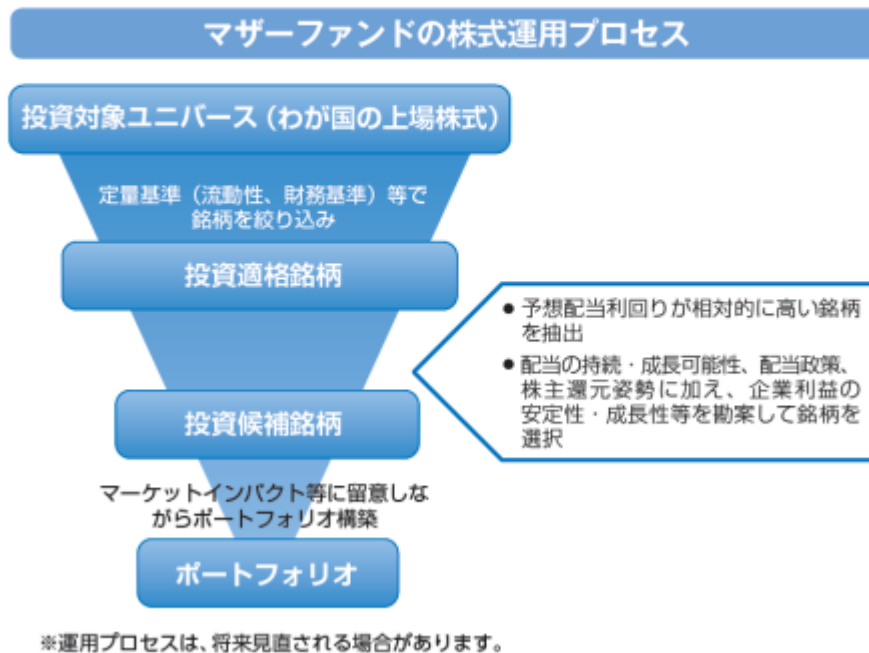 マザーファンドの株式運用プロセス
投資対象ユニバース(わが国の上場株式)
定量基準(流動性、財務基準)等で
銘柄を絞り込み
投資適格銘柄
● 予想配当利回りが相対的に高い銘柄
を抽出
● 配当の持続・成長可能性、配当政策、
株主還元姿勢に加え、企業利益の
安定性・成長性等を勘案して銘柄を
選択
投資候補銘柄
マーケットインパクト等に留意しな
がらポートフォリオ構築
ポートフォリオ
※運用プロセスは、将来見直される場合があります。